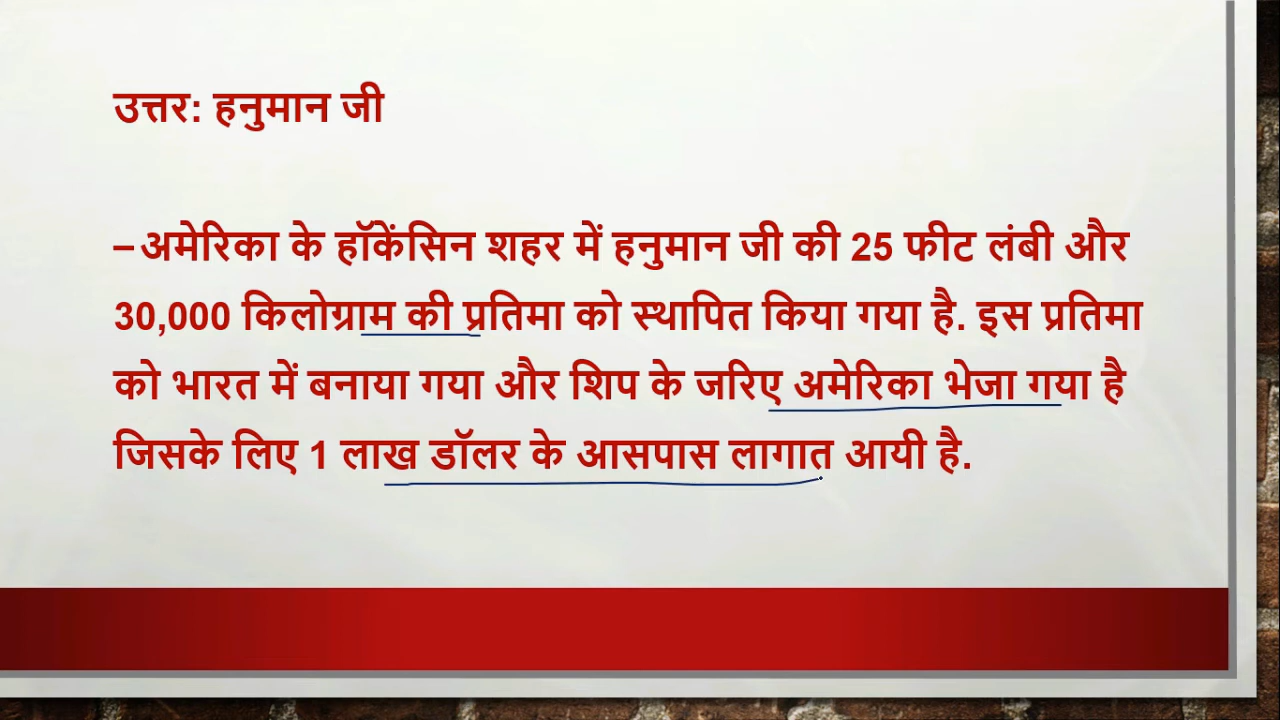 उत्तर: हनुमान जी
– अमेरिका के हॉकेंसिन शहर में हनुमान जी की 25 फीट लंबी और
30,000 किलोग्राम की प्रतिमा को स्थापित किया गया है. इस प्रतिमा
को भारत में बनाया गया और शिप के जरिए अमेरिका भेजा गया है
जिसके लिए 1 लाख डॉलर के आसपास लागात आयी है.